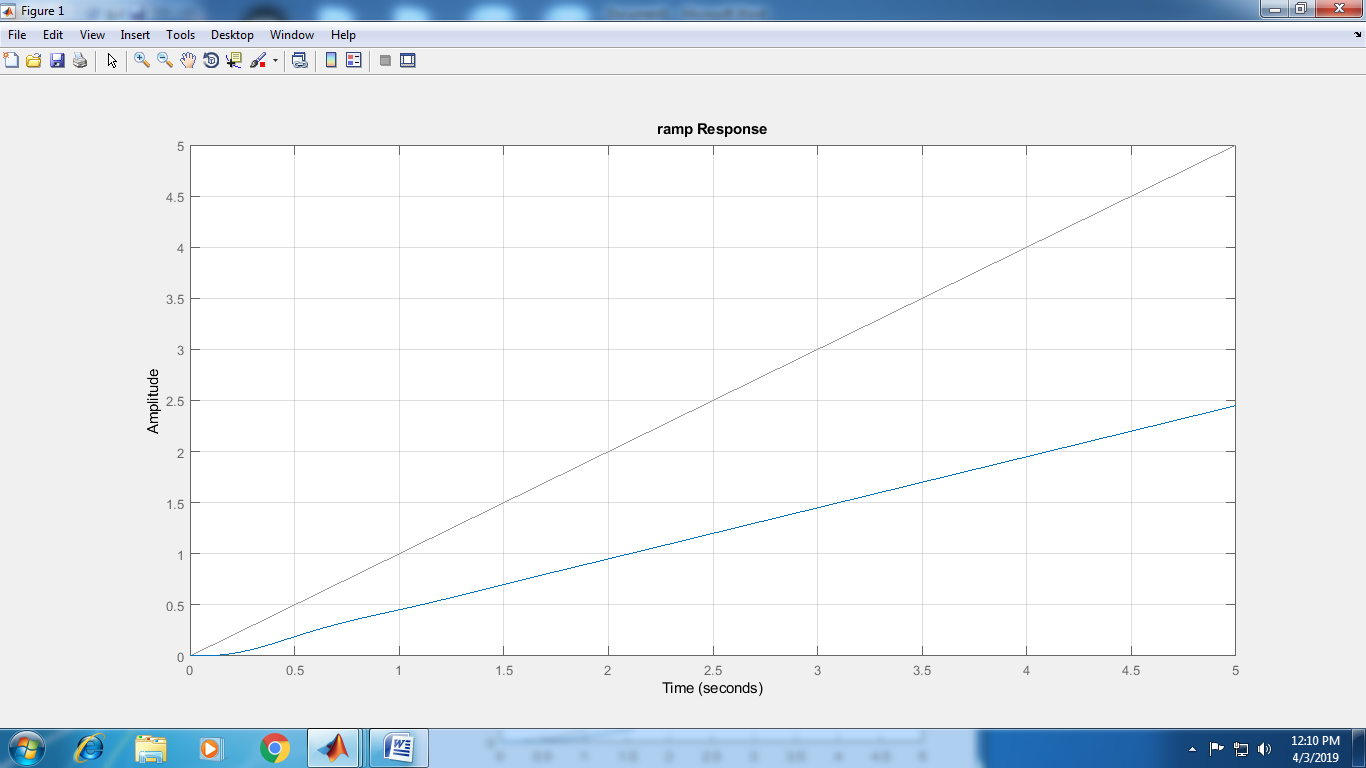 Figure 1
File Edit View Insert Tools Desktop Window Help
ramp Response
5
4.5
4
3.5
3
2.5
2
1.5
1
0.5
0
Amplitude
0 0.5 1 1.5 2 2.5 3 3.5 4 4.5 5
Time (seconds)
12:10 PM
4/3/2019